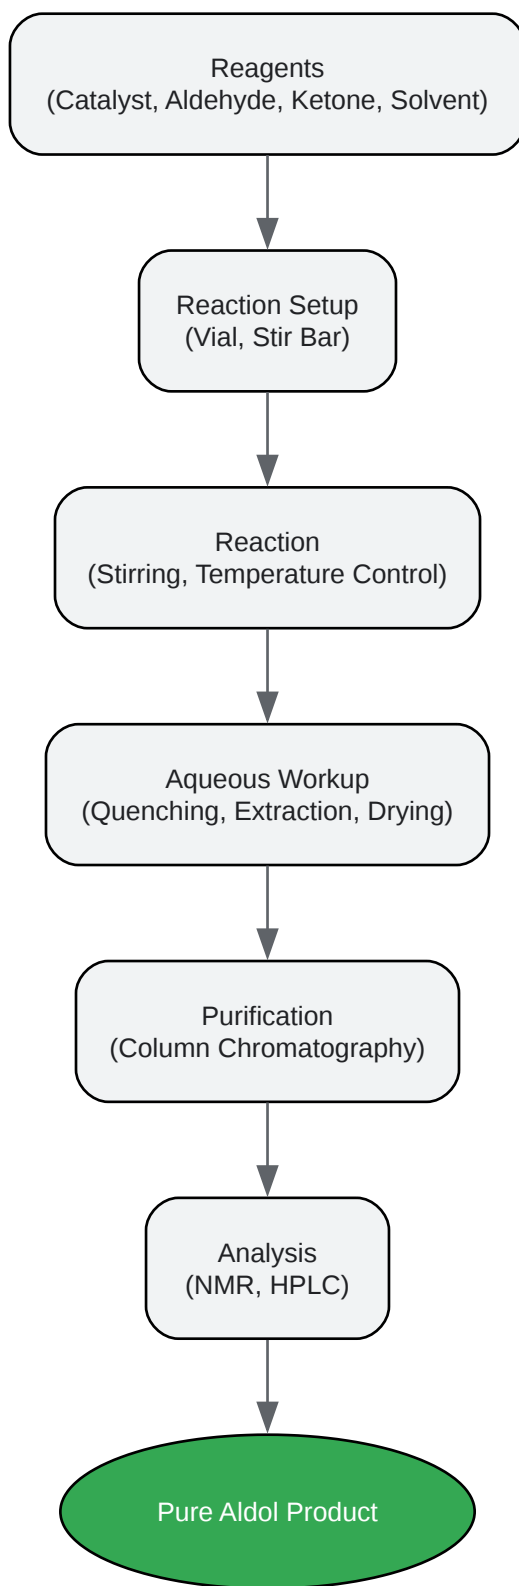 Reagents
(Catalyst, Aldehyde, Ketone, Solvent)
Reaction Setup
(Vial, Stir Bar)
Reaction
(Stirring, Temperature Control)
Aqueous Workup
(Quenching, Extraction, Drying)
Purification
(Column Chromatography)
Analysis
(NMR, HPLC)
Pure Aldol Product